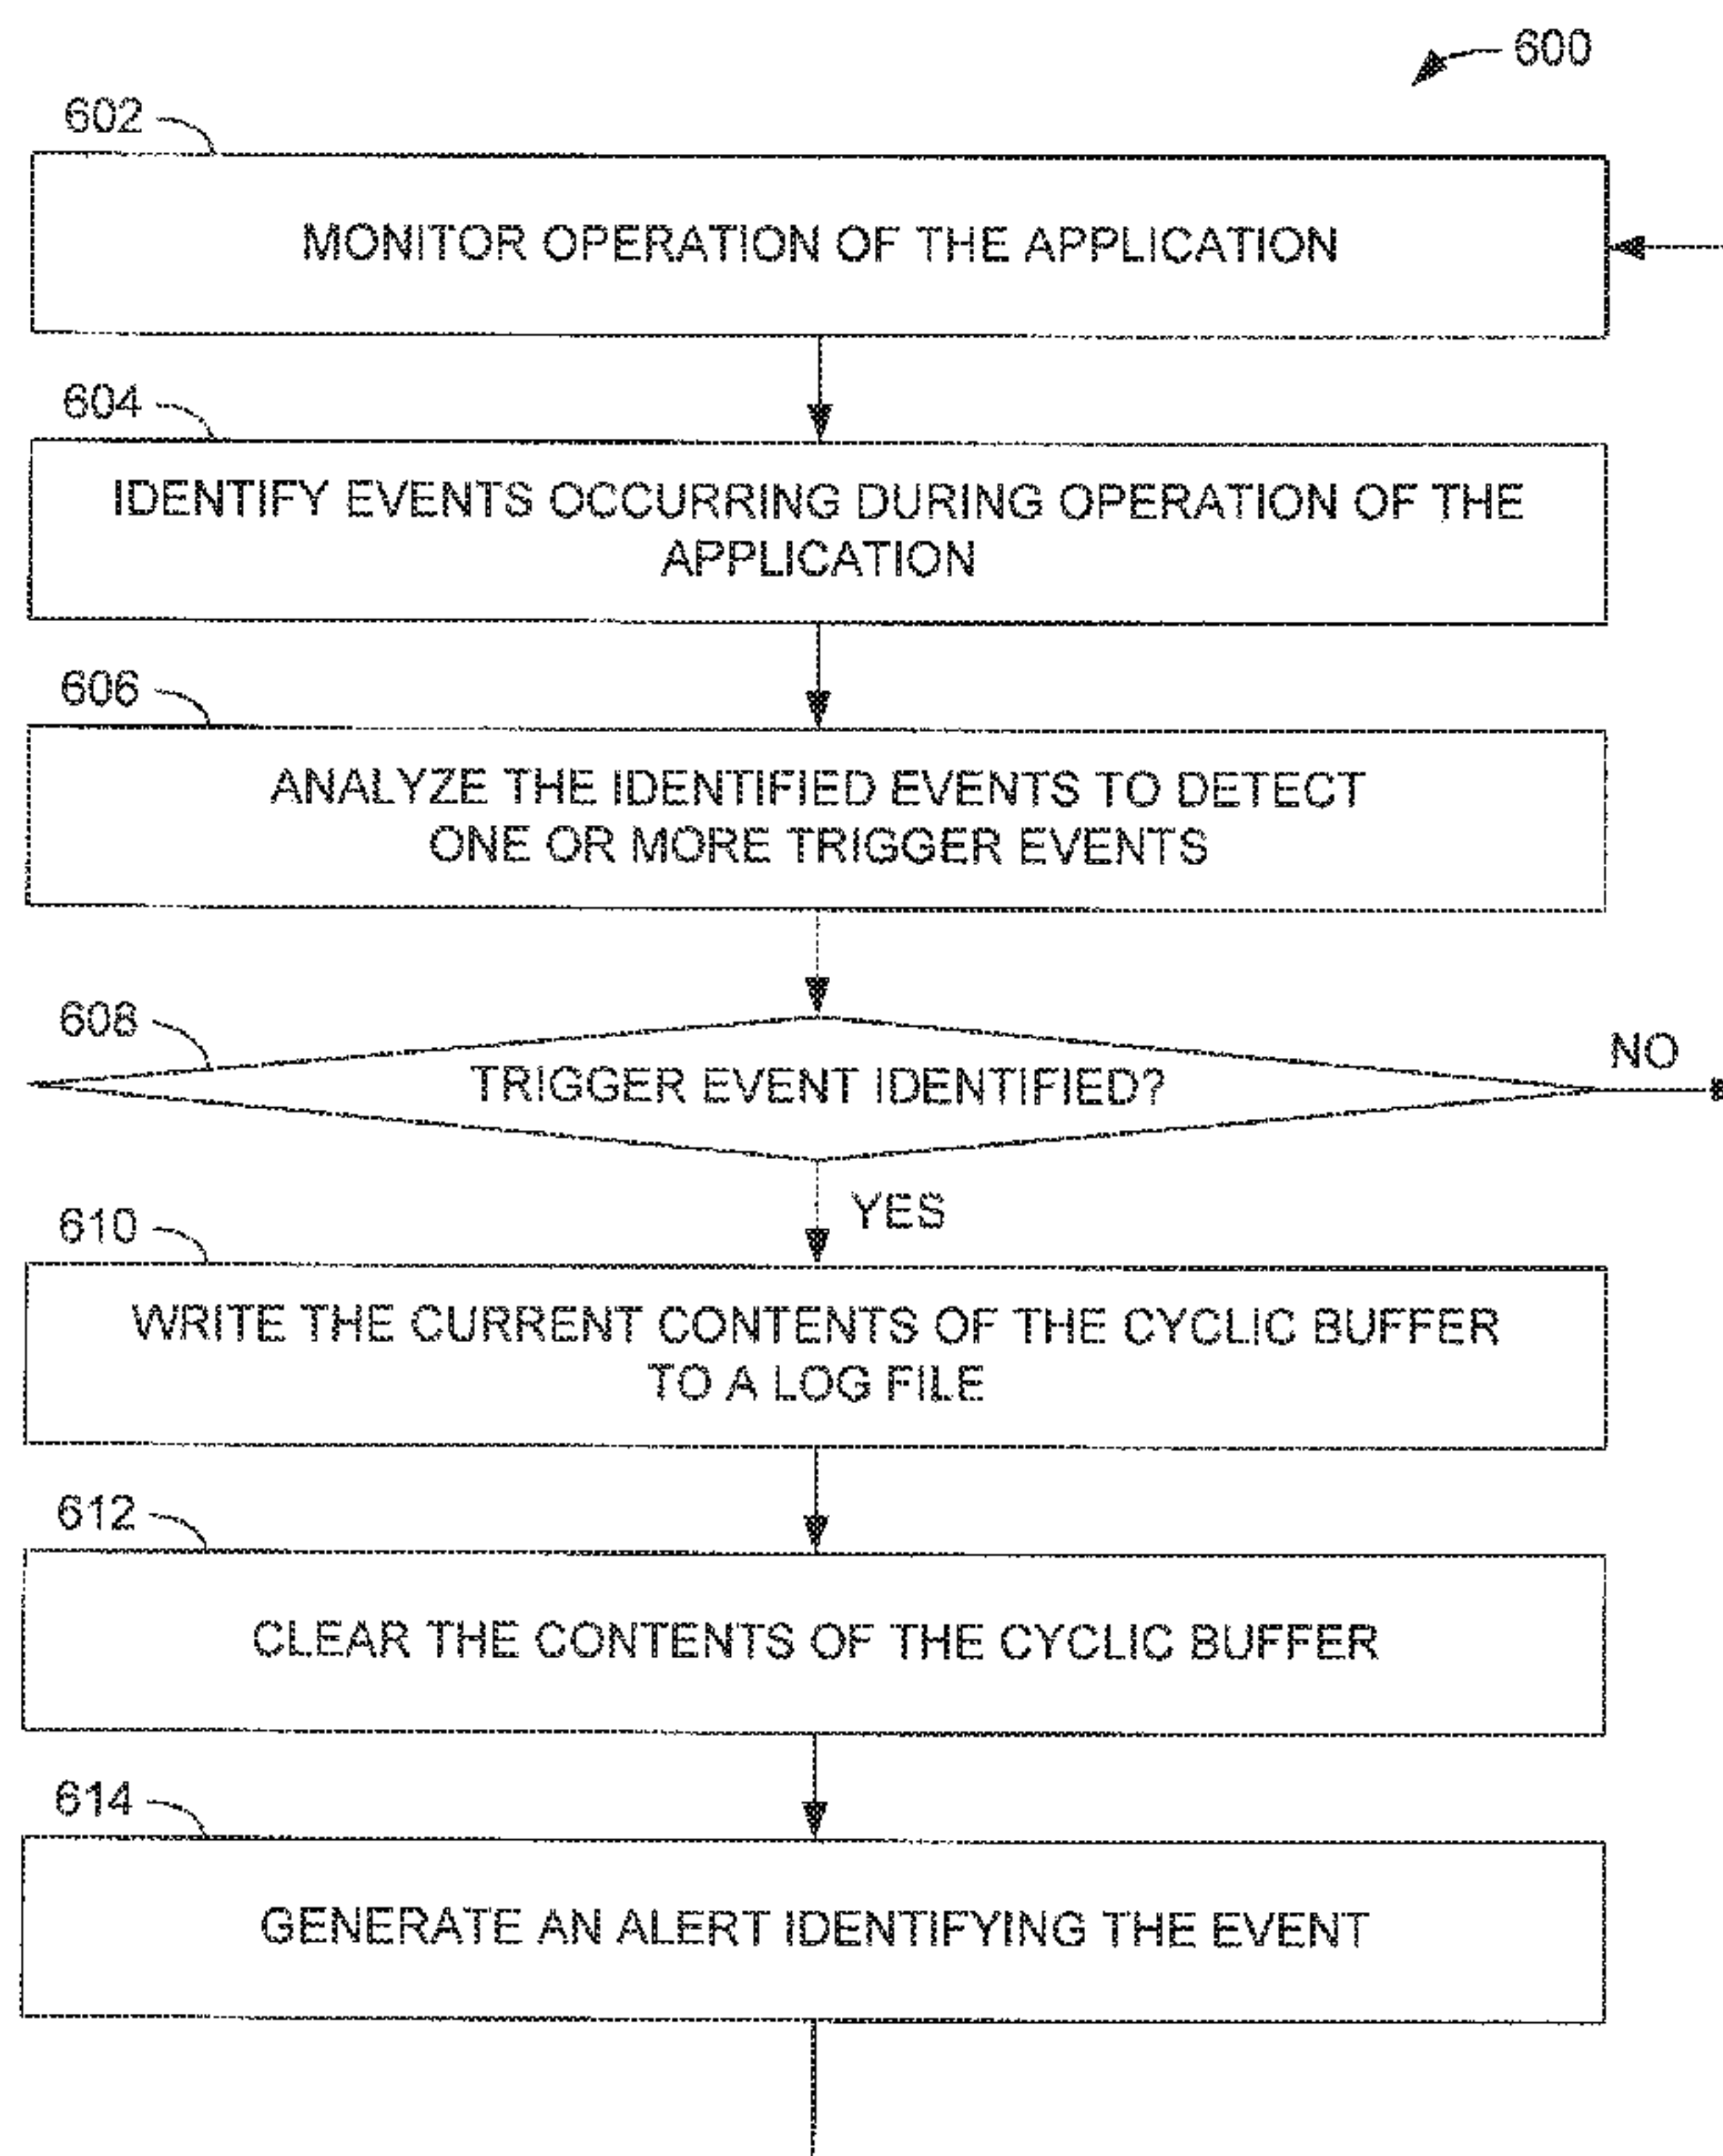 600
602
MONITOR OPERATION OF THE APPLICATION
604
IDENTIFY EVENTS OCCURRING DURING OPERATION OF THE
APPLICATION
606
ANALYZE THE IDENTIFIED EVENTS TO DETECT
ONE OR MORE TRIGGER EVENTS
608
TRIGGER EVENT IDENTIFIED?
NO
YES
610
WRITE THE CURRENT CONTENTS OF THE CYCLIC BUFFER
TO A LOG FILE
612
CLEAR THE CONTENTS OF THE CYCLIC BUFFER
614
GENERATE AN ALERT IDENTIFYING THE EVENT